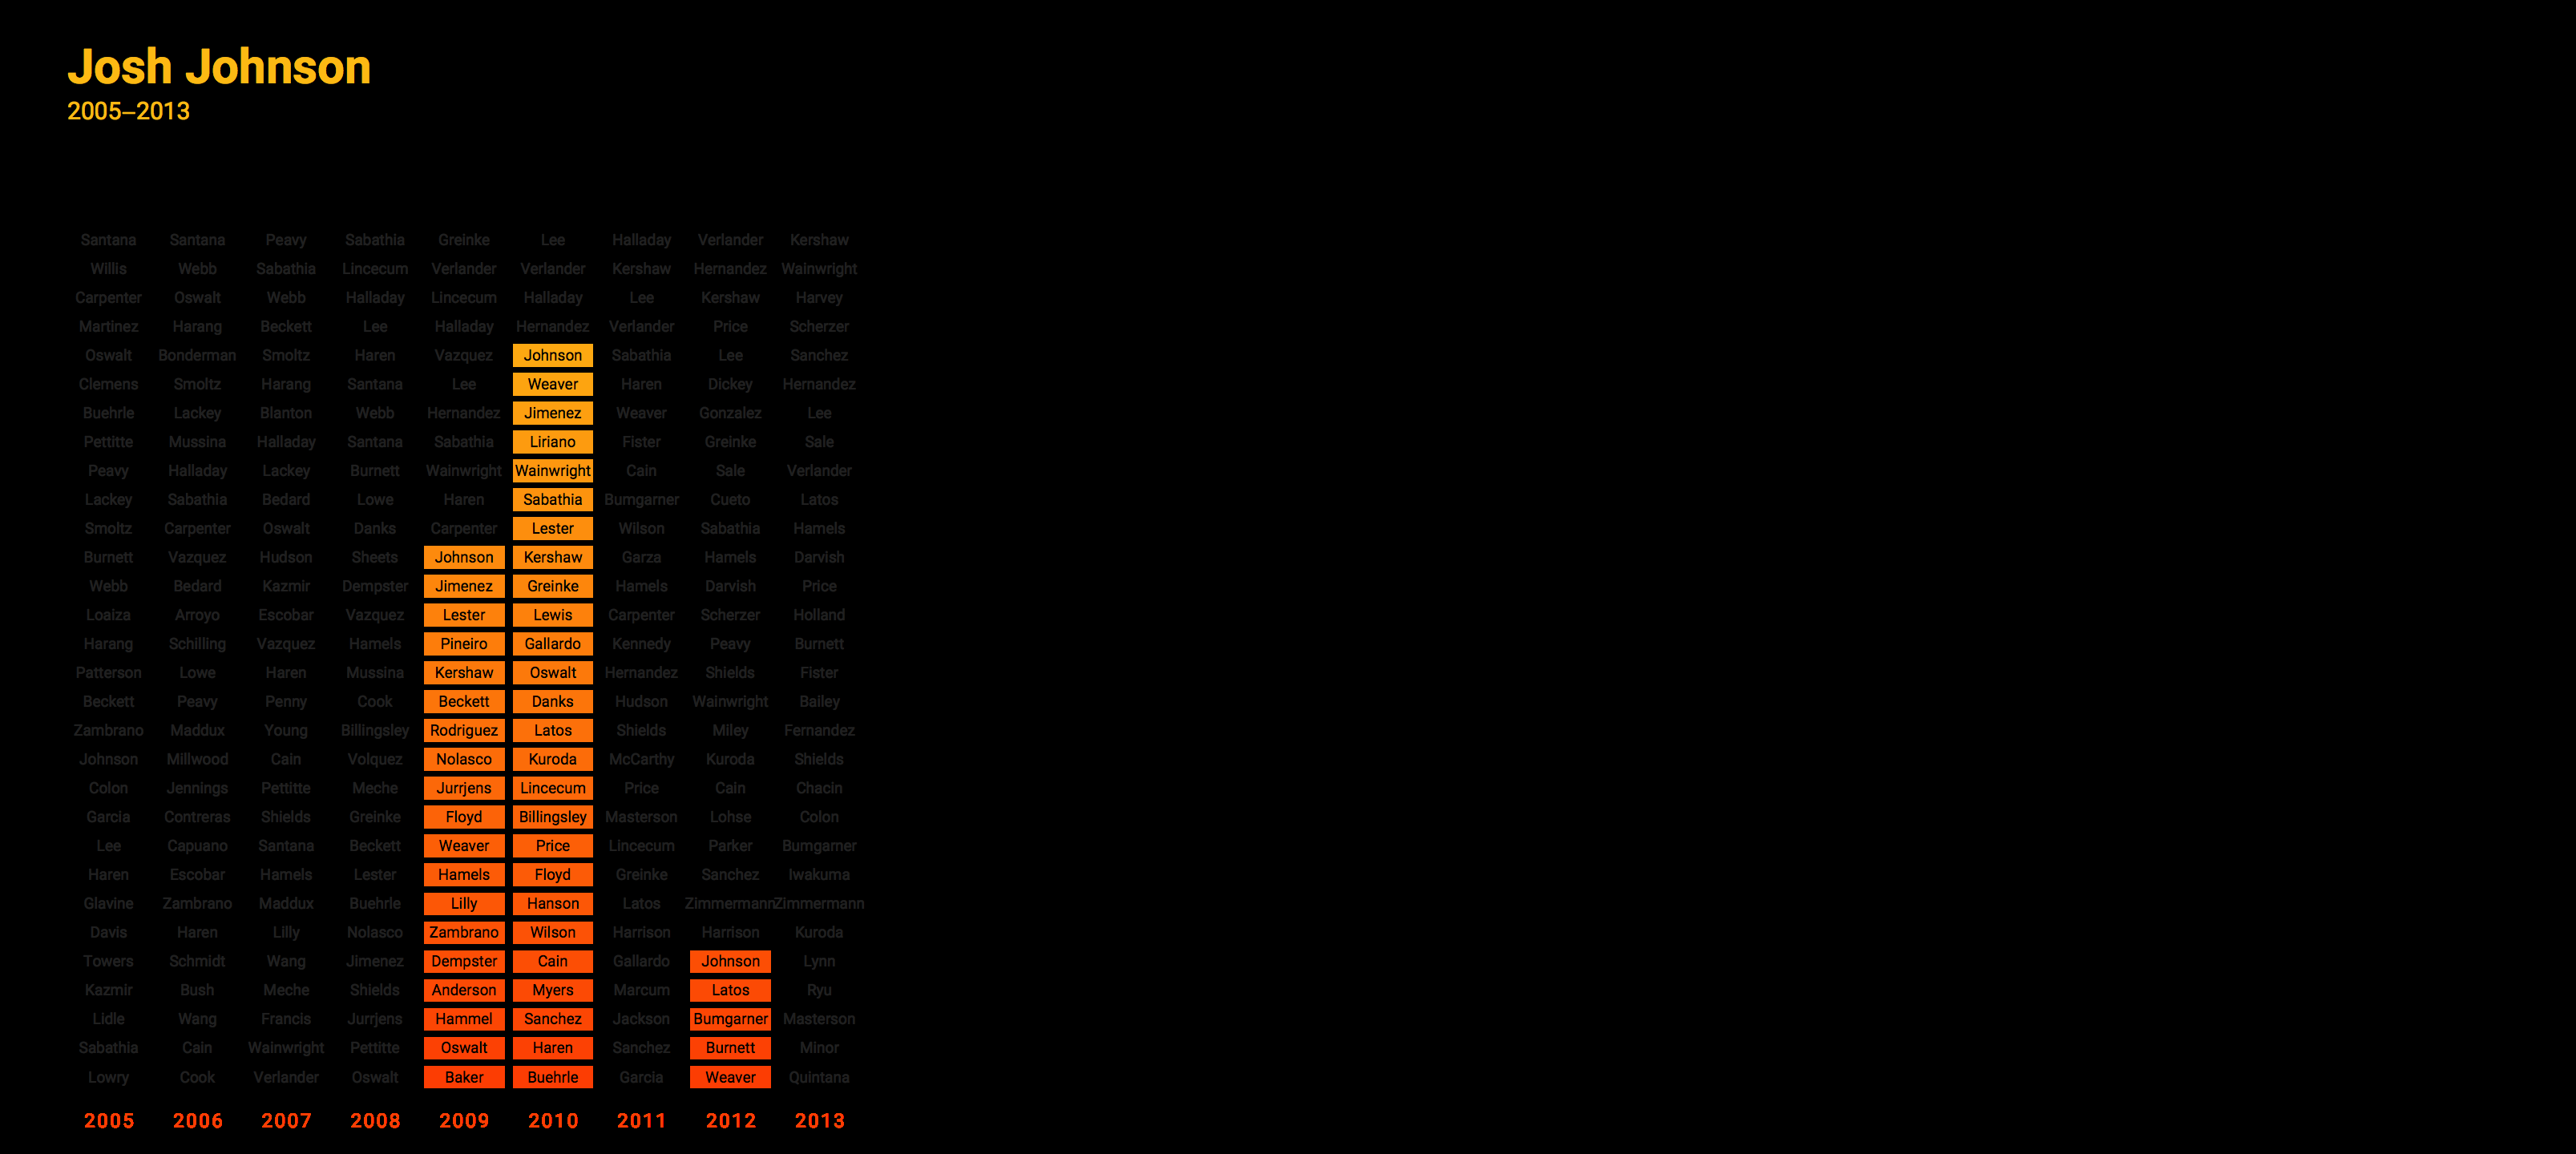 Josh Johnson
2005–2013
Santana Santana Peavy Sabathia Greinke Lee Halladay Verlander Kershaw
Willis Webb Sabathia Lincecum Verlander Verlander Kershaw Hernandez Wainwright
Carpenter Oswalt Webb Halladay Lincecum Halladay Lee Kershaw Harvey
Martinez Harang Beckett Lee Halladay Hernandez Verlander Price Scherzer
Oswalt Bonderman Smoltz Haren Vazquez Johnson Sabathia Lee Sanchez
Clemens Smoltz Harang Santana Lee Weaver Haren Dickey Hernandez
Buehrle Lackey Blanton Webb Hernandez Jimenez Weaver Gonzalez Lee
Pettitte Mussina Halladay Santana Sabathia Liriano Fister Greinke Sale
Peavy Halladay Lackey Burnett Wainwright Wainwright Cain Sale Verlander
Lackey Sabathia Bedard Lowe Haren Sabathia Bumgarner Cueto Latos
Smoltz Carpenter Oswalt Danks Carpenter Lester Wilson Sabathia Hamels
Burnett Vazquez Hudson Sheets Johnson Kershaw Garza Hamels Darvish
Webb Bedard Kazmir Dempster Jimenez Greinke Hamels Darvish Price
Loaiza Arroyo Escobar Vazquez Lester Lewis Carpenter Scherzer Holland
Harang Schilling Vazquez Hamels Pineiro Gallardo Kennedy Peavy Burnett
Patterson Lowe Haren Mussina Kershaw Oswalt Hernandez Shields Fister
Beckett Peavy Penny Cook Beckett Danks Hudson Wainwright Bailey
Zambrano Maddux Young Billingsley Rodriguez Latos Shields Miley Fernandez
Johnson Millwood Cain Volquez Nolasco Kuroda McCarthy Kuroda Shields
Colon Jennings Pettitte Meche Jurrjens Lincecum Price Cain Chacin
Garcia Contreras Shields Greinke Floyd Billingsley Masterson Lohse Colon
Lee Capuano Santana Beckett Weaver Price Lincecum Parker Bumgarner
Haren Escobar Hamels Lester Hamels Floyd Greinke Sanchez Iwakuma
Glavine Zambrano Maddux Buehrle Lilly Hanson Latos Zimmermann Zimmermann
Davis Haren Lilly Nolasco Zambrano Wilson Harrison Harrison Kuroda
Towers Schmidt Wang Jimenez Dempster Cain Gallardo Johnson Lynn
Kazmir Bush Meche Shields Anderson Myers Marcum Latos Ryu
Lidle Wang Francis Jurrjens Hammel Sanchez Jackson Bumgarner Masterson
Sabathia Cain Wainwright Pettitte Oswalt Haren Sanchez Burnett Minor
Lowry Cook Verlander Oswalt Baker Buehrle Garcia Weaver Quintana
2005 2006 2007 2008 2009 2010 2011 2012 2013